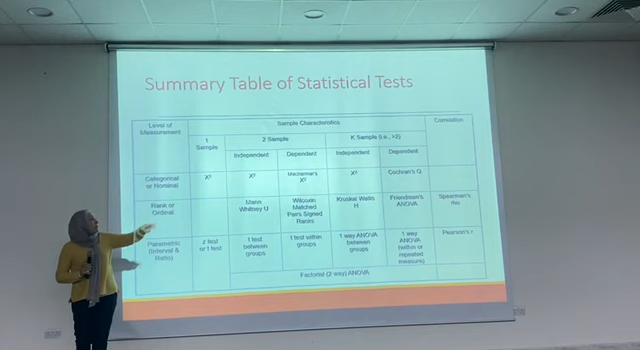 Summary Table of Statistical Tests
Level of Measurement
Sample Characteristics
Correlation
1 Sample
2 Sample
K Sample (i.e., >2)
Independent
Dependent
Independent
Dependent
Categorical or Nominal
X²
X²
X²
X²
Cochran's Q
Rank or Ordinal
Mann Whitney U
Matched Pairs Signed Ranks
Kruskal Wallis H
ANOVA
Spearman's rho
Parametric (Interval & Ratio)
z test or t test
t test between groups
t test within groups
1 way ANOVA between groups
1 way ANOVA (within or repeated measure)
Pearson's r
Factorial (2 way) ANOVA